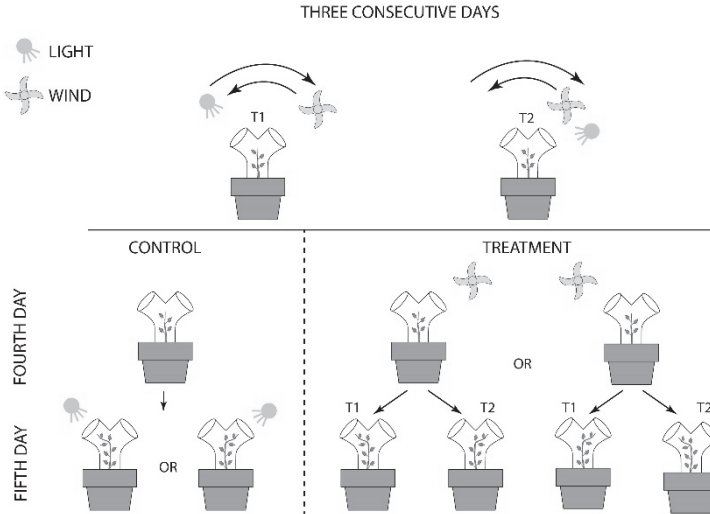 THREE CONSECUTIVE DAYS
LIGHT
WIND
T1
T2
CONTROL
TREATMENT
FOURTH DAY
OR
FIFTH DAY
OR
T1
T2
T1
T2